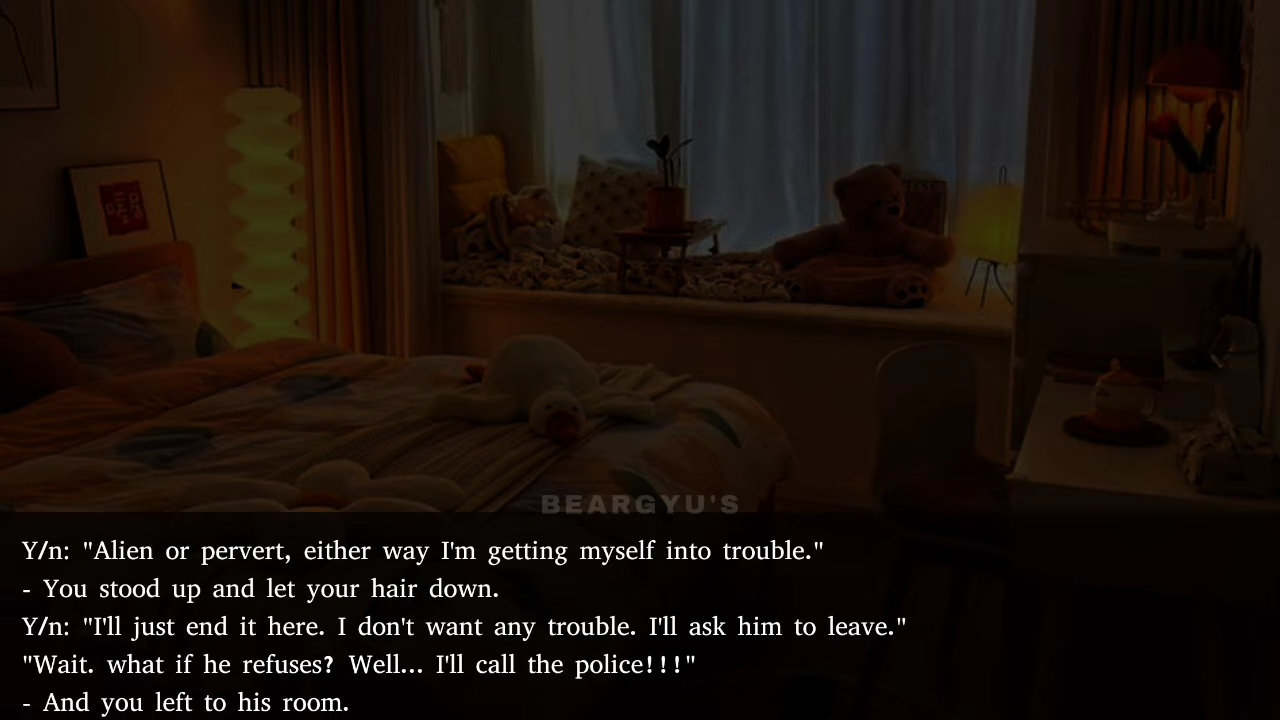 BEARGYU'S
Y/n: "Alien or pervert, either way I'm getting myself into trouble."
- You stood up and let your hair down.
Y/n: "I'll just end it here. I don't want any trouble. I'll ask him to leave."
"Wait. what if he refuses? Well... I'll call the police!!!"
- And you left to his room.